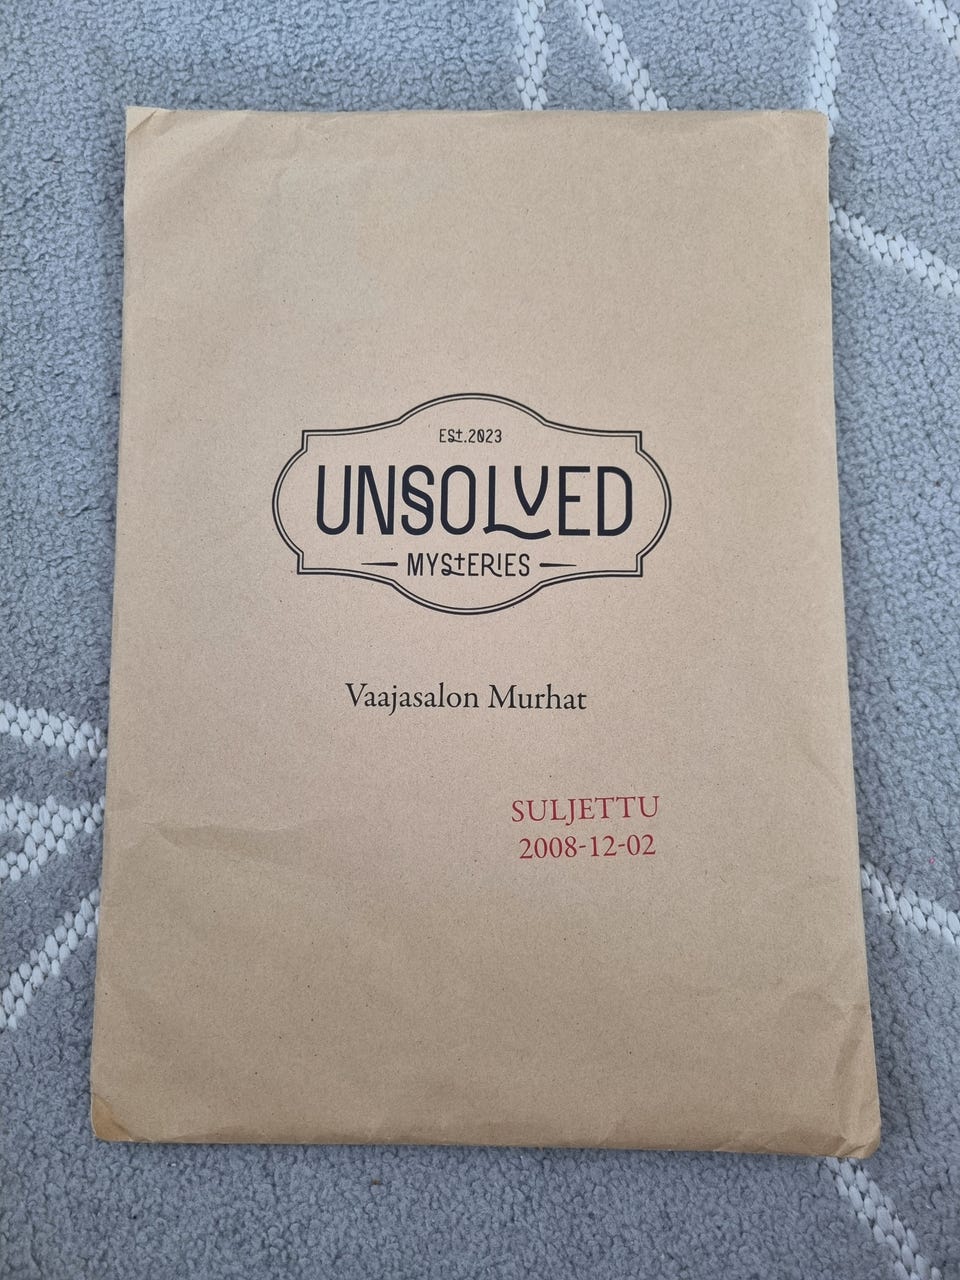 Est.2023
UNSOLVED
MYStERIES
Vaajasalon Murhat
SULJETTU
2008-12-02